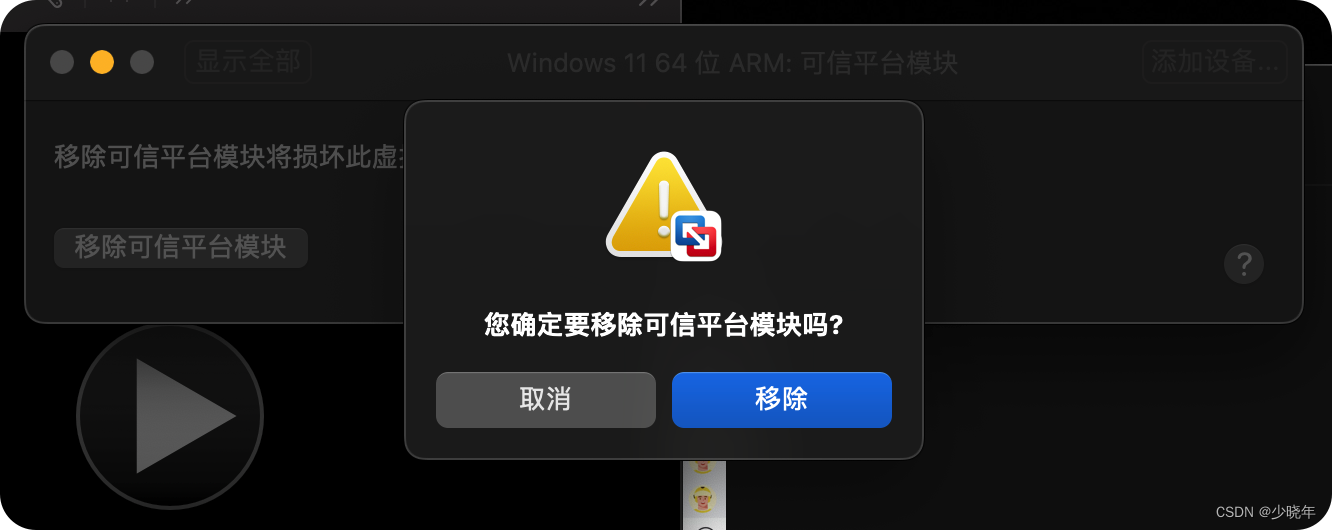 显示全部
Windows 11 64 位 ARM: 可信平台模块
添加设备...
移除可信平台模块将损坏此虚
移除可信平台模块
?
您确定要移除可信平台模块吗?
取消
移除
CSDN @少晓年